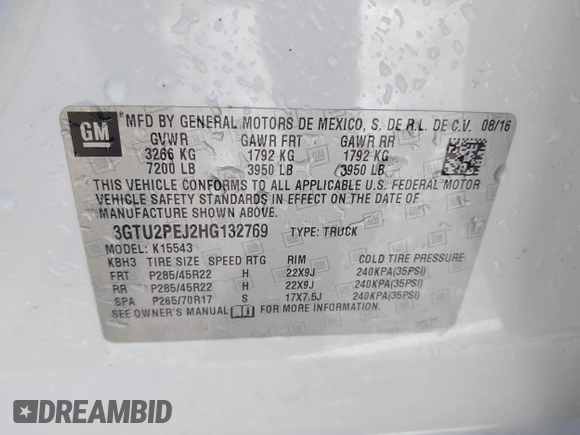 GM
MFD BY GENERAL MOTORS DE MEXICO, S. DE R.L. DE C.V. 08/16
GVWR GAWR FRT GAWR RR
3266 KG 1792 KG 1792 KG
7200 LB 3950 LB 3950 LB
THIS VEHICLE CONFORMS TO ALL APPLICABLE U.S. FEDERAL MOTOR
VEHICLE SAFETY STANDARDS IN EFFECT ON THE DATE OF
MANUFACTURE SHOWN ABOVE.
3GTU2PEJ2HG132769 TYPE: TRUCK
MODEL: K15543
KBH3 TIRE SIZE SPEED RTG RIM COLD TIRE PRESSURE
FRT P285/45R22 H 22X9J 240KPA(35PSI)
RR P285/45R22 H 22X9J 240KPA(35PSI)
SPA P265/70R17 S 17X7.5J 240KPA(35PSI)
SEE OWNER'S MANUAL FOR MORE INFORMATION.
DREAMBID